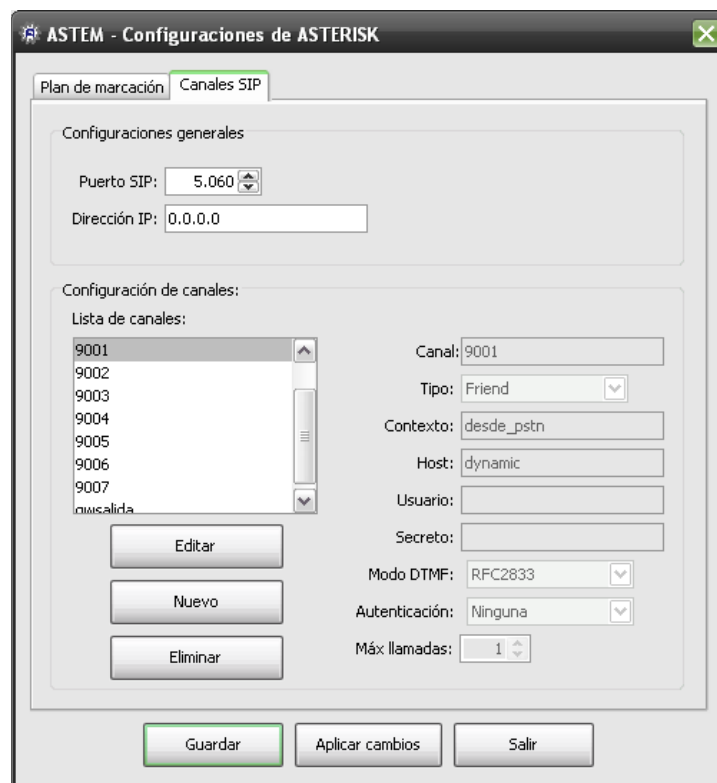 ASTEM - Configuraciones de ASTERISK
Plan de marcación
Canales SIP
Configuraciones generales
Puerto SIP: 5.060
Dirección IP: 0.0.0.0
Configuración de canales:
Lista de canales:
9001
9002
9003
9004
9005
9006
9007
gwsalida
Editar
Nuevo
Eliminar
Canal: 9001
Tipo: Friend
Contexto: desde_pstn
Host: dynamic
Usuario:
Secreto:
Modo DTMF: RFC2833
Autenticación: Ninguna
Máx llamadas: 1
Guardar
Aplicar cambios
Salir